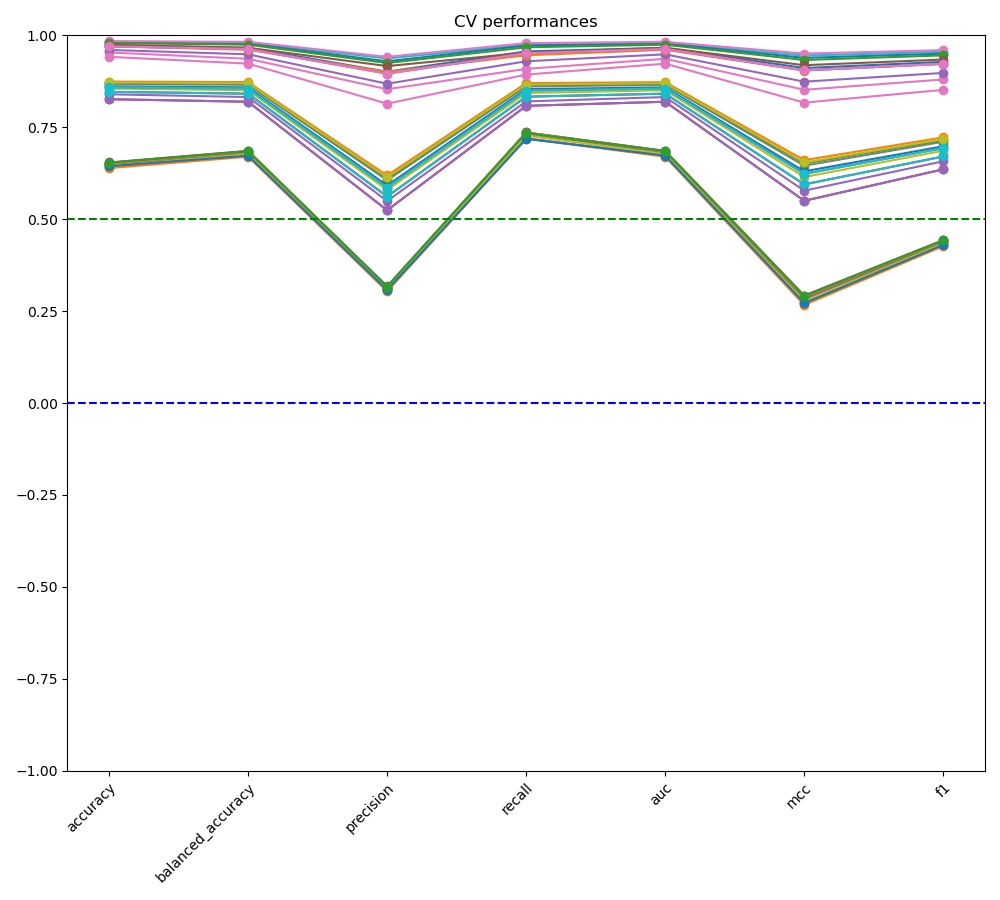 CV performances
1.00
0.75
0.50
0.25
0.00
−0.25
−0.50
−0.75
−1.00
accuracy
balanced_accuracy
precision
recall
auc
mcc
f1